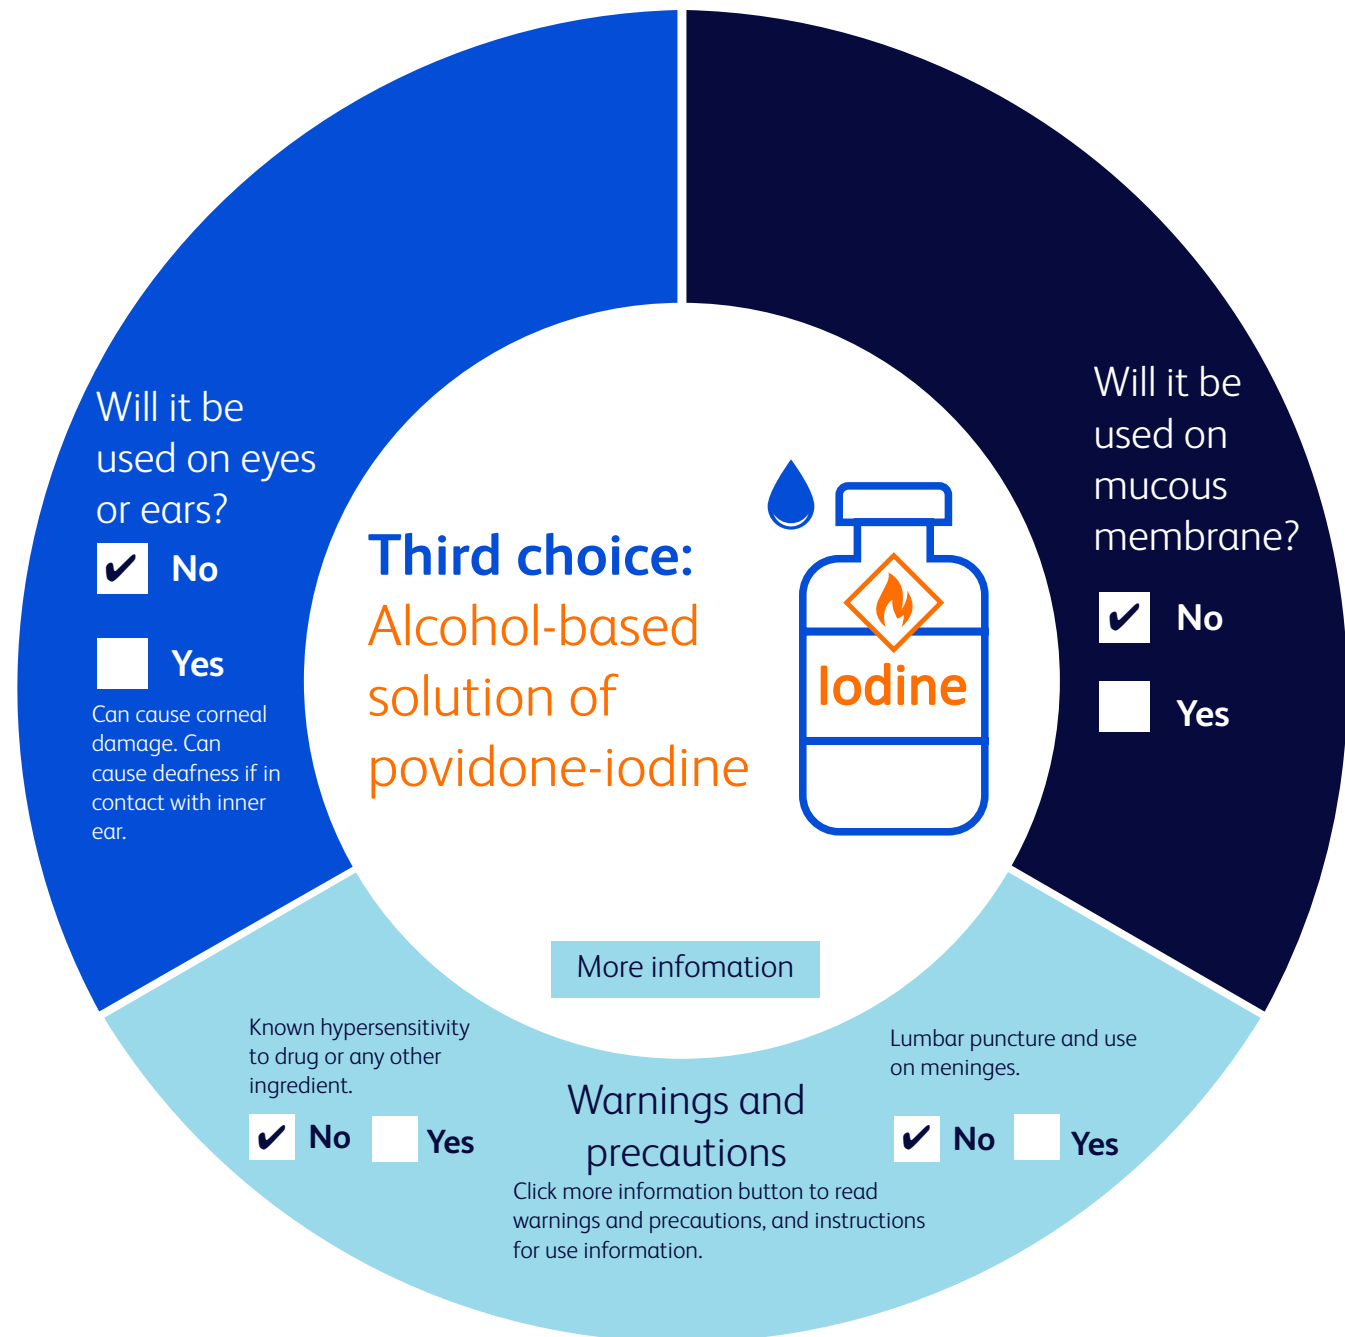 Will it be
used on eyes
or ears?
✔ No
Yes
Can cause corneal
damage. Can
cause deafness if in
contact with inner
ear.
Third choice:
Alcohol-based
solution of
povidone-iodine
Iodine
More infomation
Will it be
used on
mucous
membrane?
✔ No
Yes
Known hypersensitivity
to drug or any other
ingredient.
✔ No Yes
Warnings and
precautions
Click more information button to read
warnings and precautions, and instructions
for use information.
Lumbar puncture and use
on meninges.
✔ No Yes